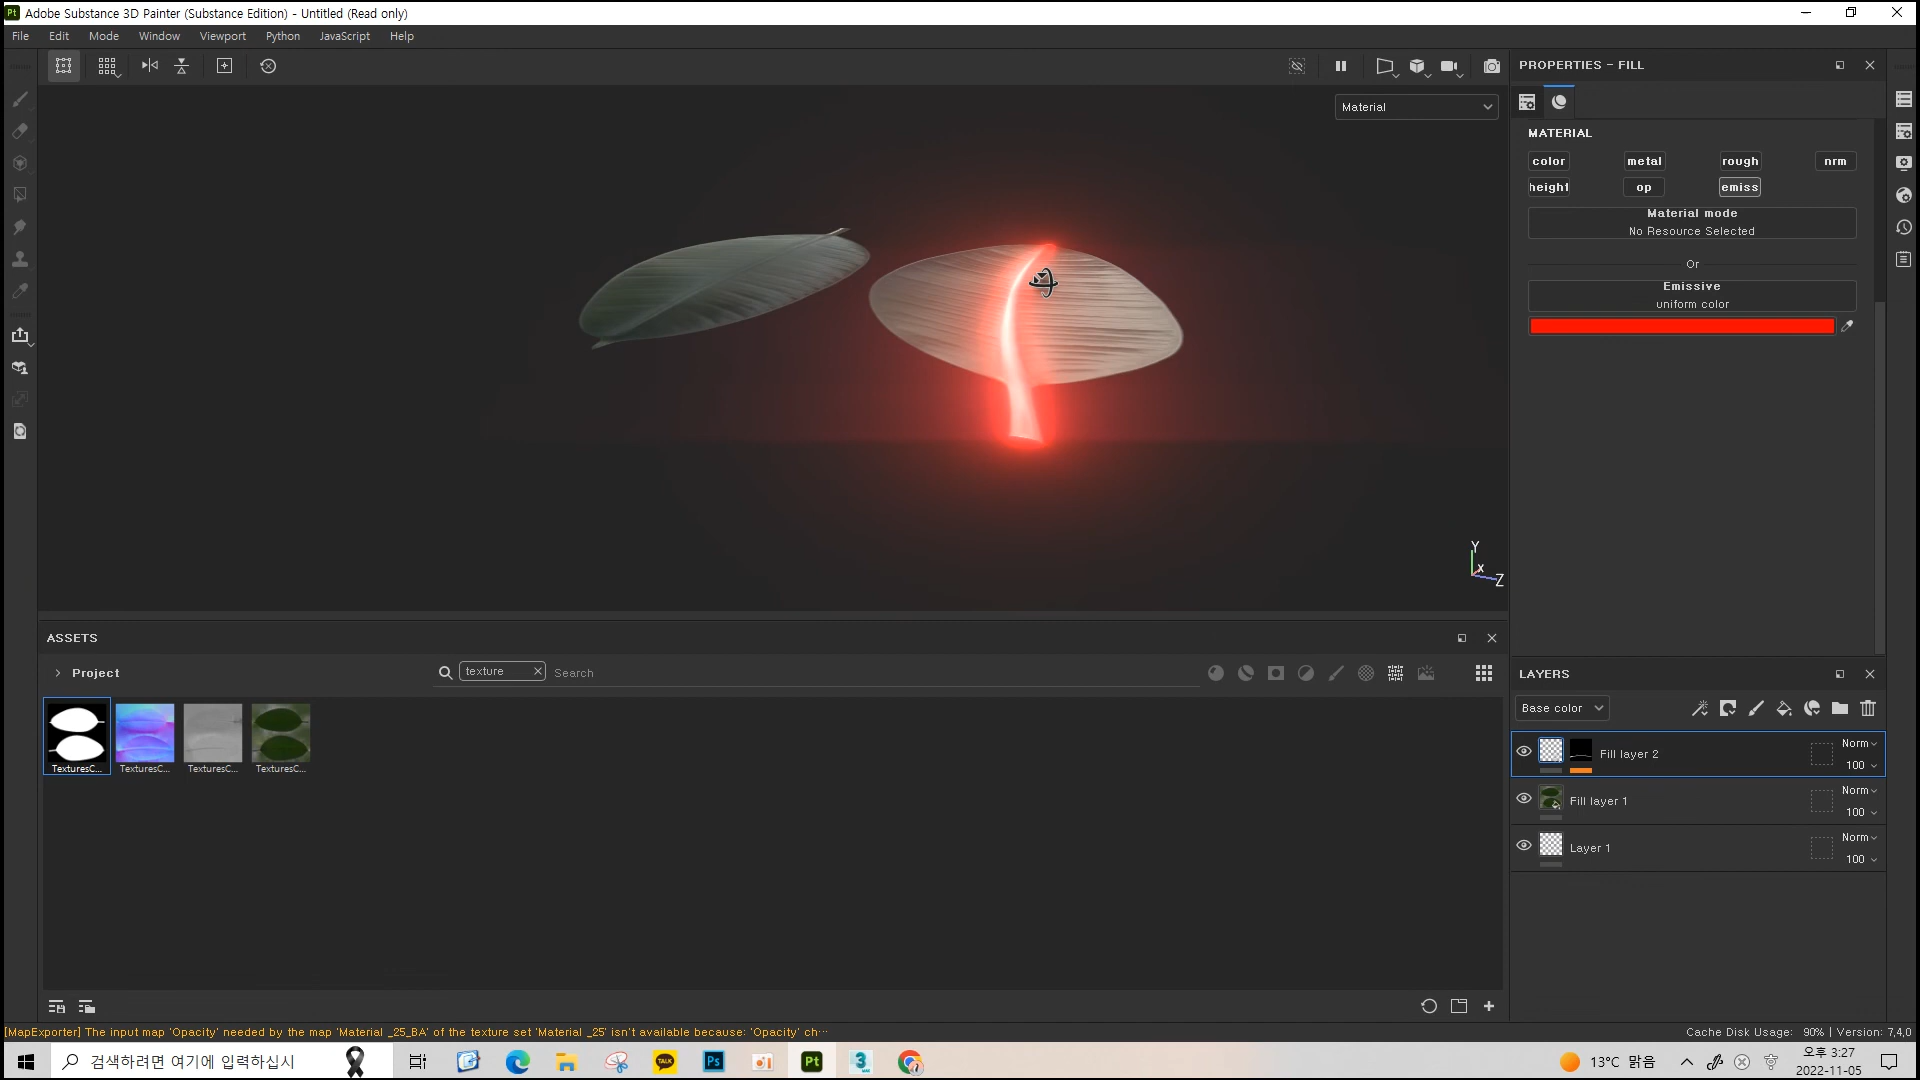 Pt Adobe Substance 3D Painter (Substance Edition) - Untitled (Read only)
File Edit Mode Window Viewport Python JavaScript Help
Material
Y
X
Z
PROPERTIES - FILL
MATERIAL
color metal rough nrm
height op emiss
Material mode
No Resource Selected
Or
Emissive
uniform color
ASSETS
Project
texture
Search
TexturesC...
TexturesC...
TexturesC...
TexturesC...
LAYERS
Base color
Fill layer 2
Norm
100
Fill layer 1
Norm
100
Layer 1
Norm
100
[MapExporter] The input map 'Opacity' needed by the map 'Material _25_BA' of the texture set 'Material _25' isn't available because: 'Opacity' ch···
Cache Disk Usage: 90% | Version: 7,4,0
검색하려면 여기에 입력하십시
TALK
Ps
Pt
3
13°C 맑음
오후 3:27
2022-11-05